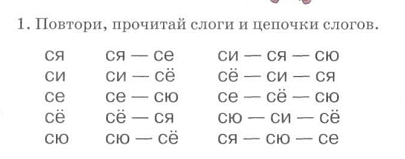 1. Повтори, прочитай слоги и цепочки слогов.
ся ся — се си — ся — сю
си си — сё сё — си — ся
се се — сю се — сё — сю
сё сё — ся сю — си — сё
сю сю — сё ся — сю — се